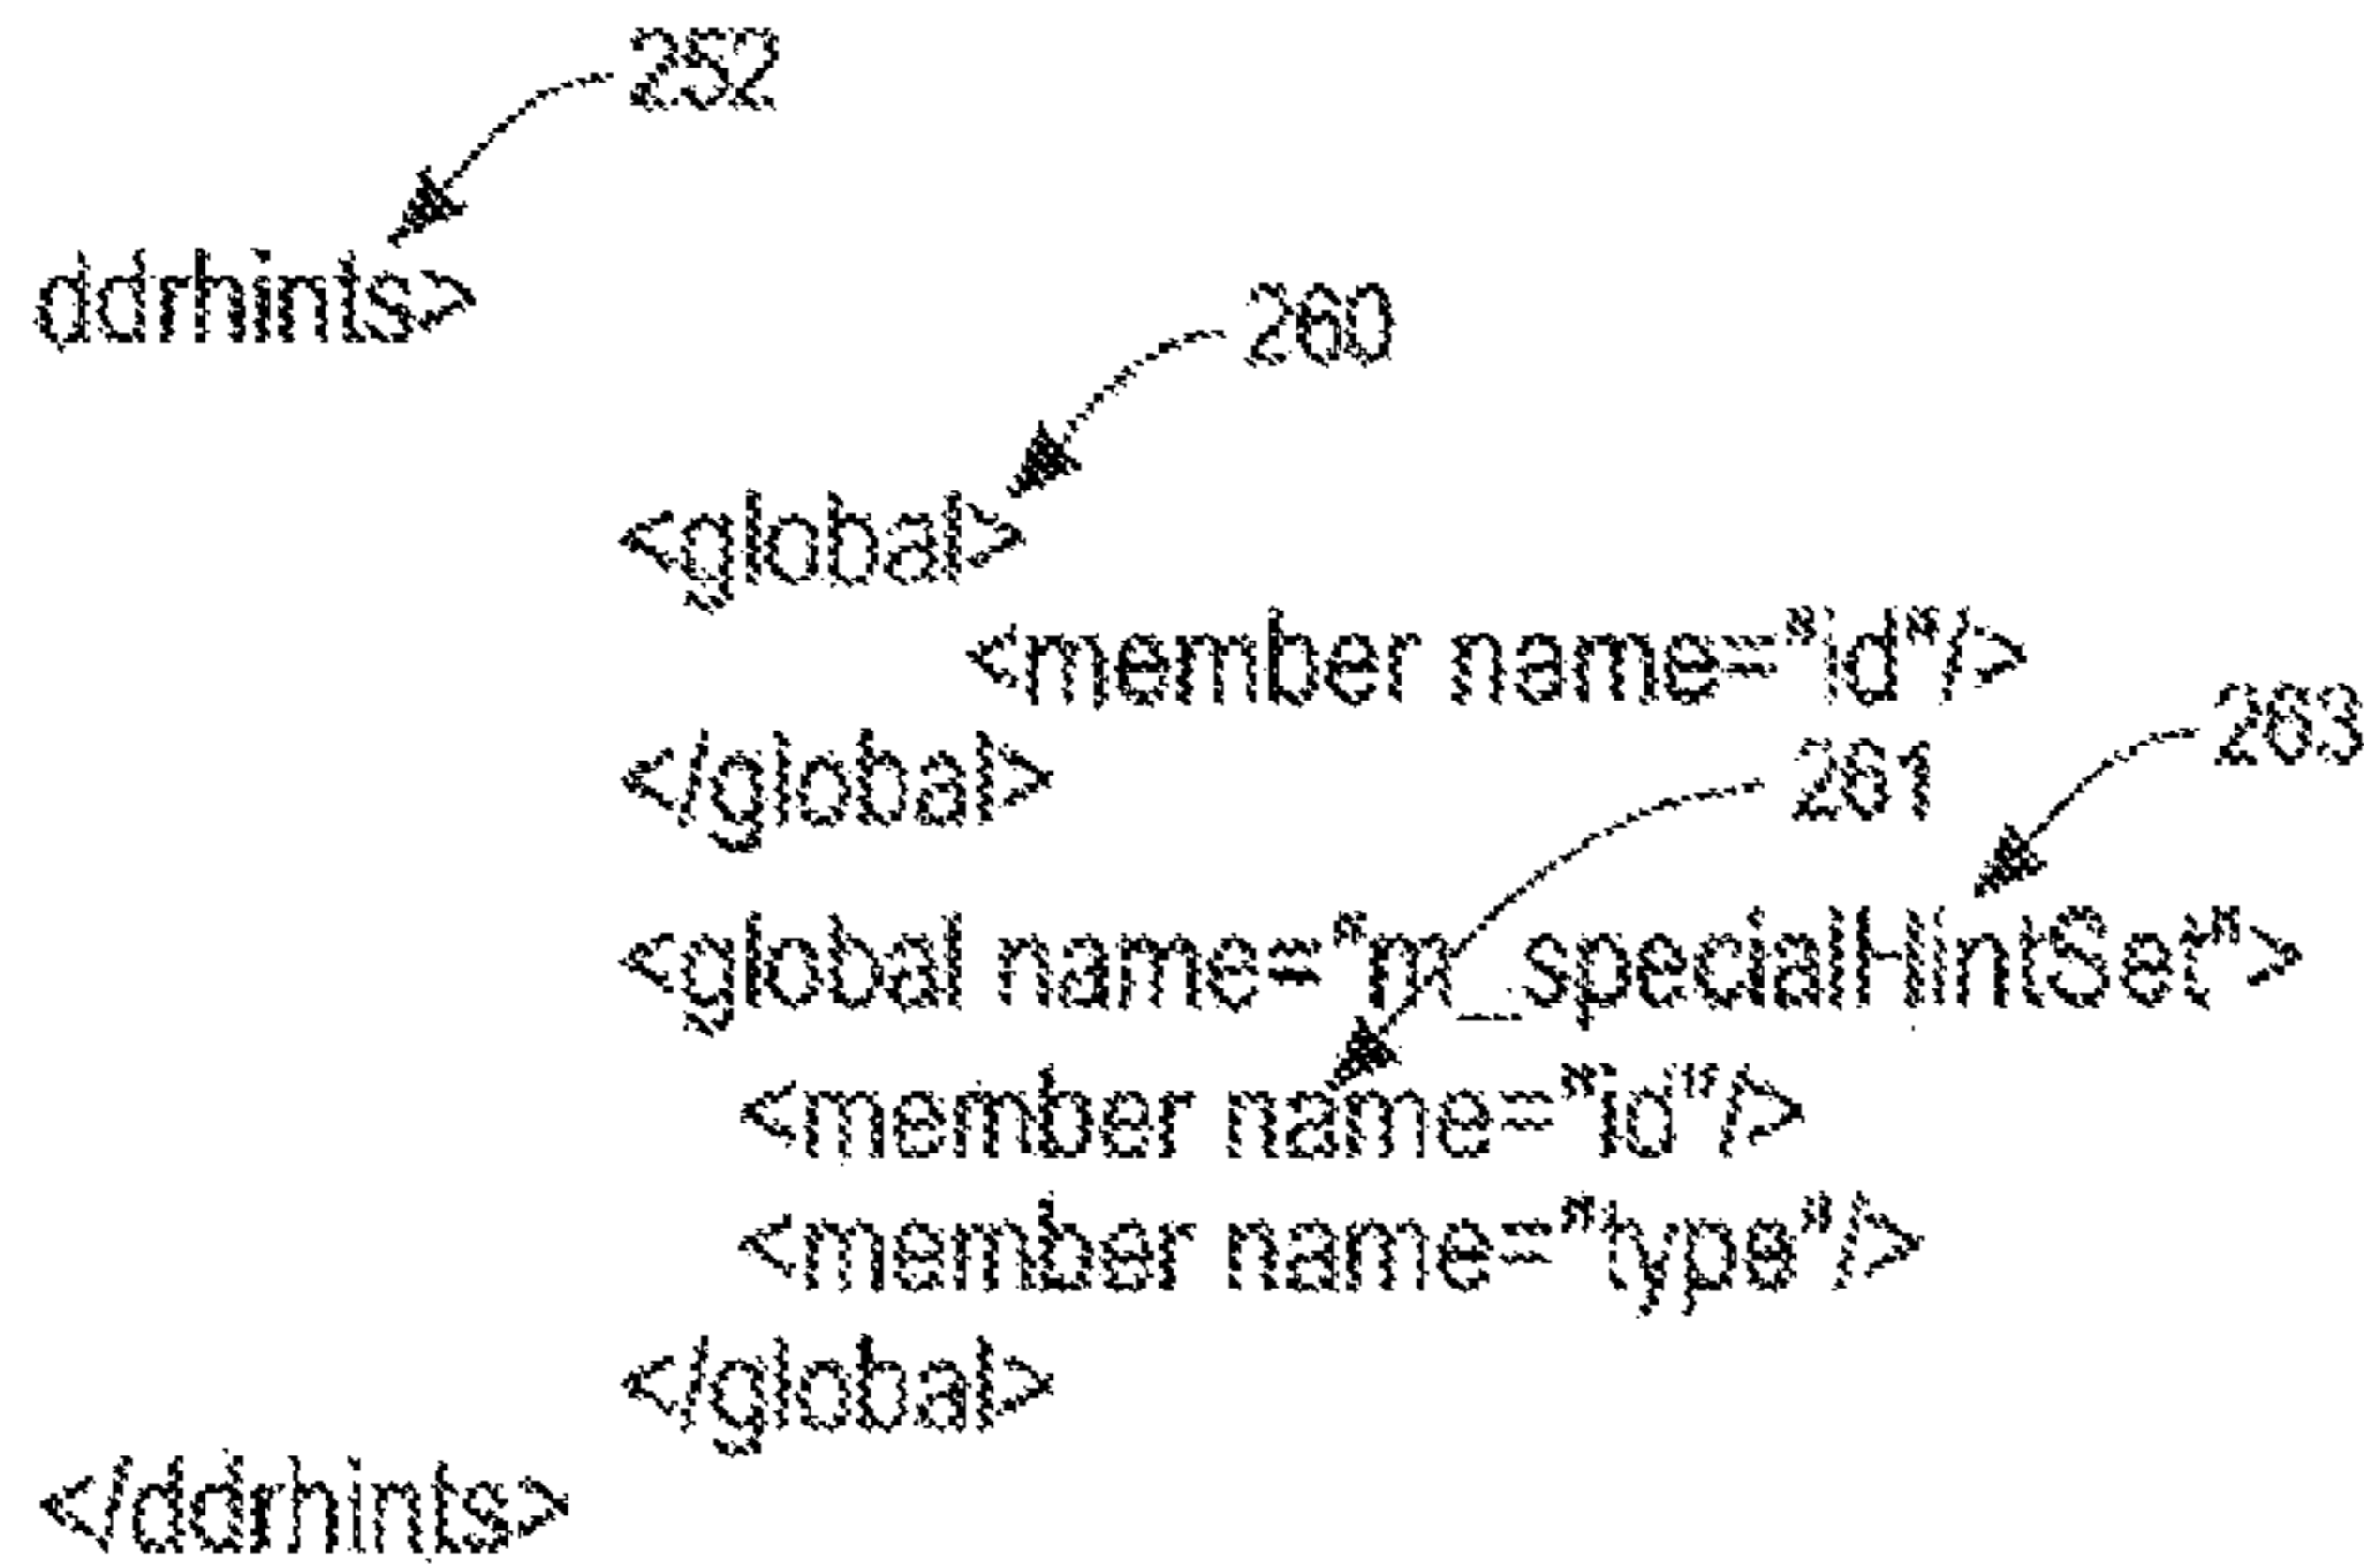 252
ddrhints>
260
<global>
<member name="id"/>
263
</global>
261
<global name="m_specialHintSer">
<member name="id"/>
<member name="type"/>
</global>
</ddrhints>